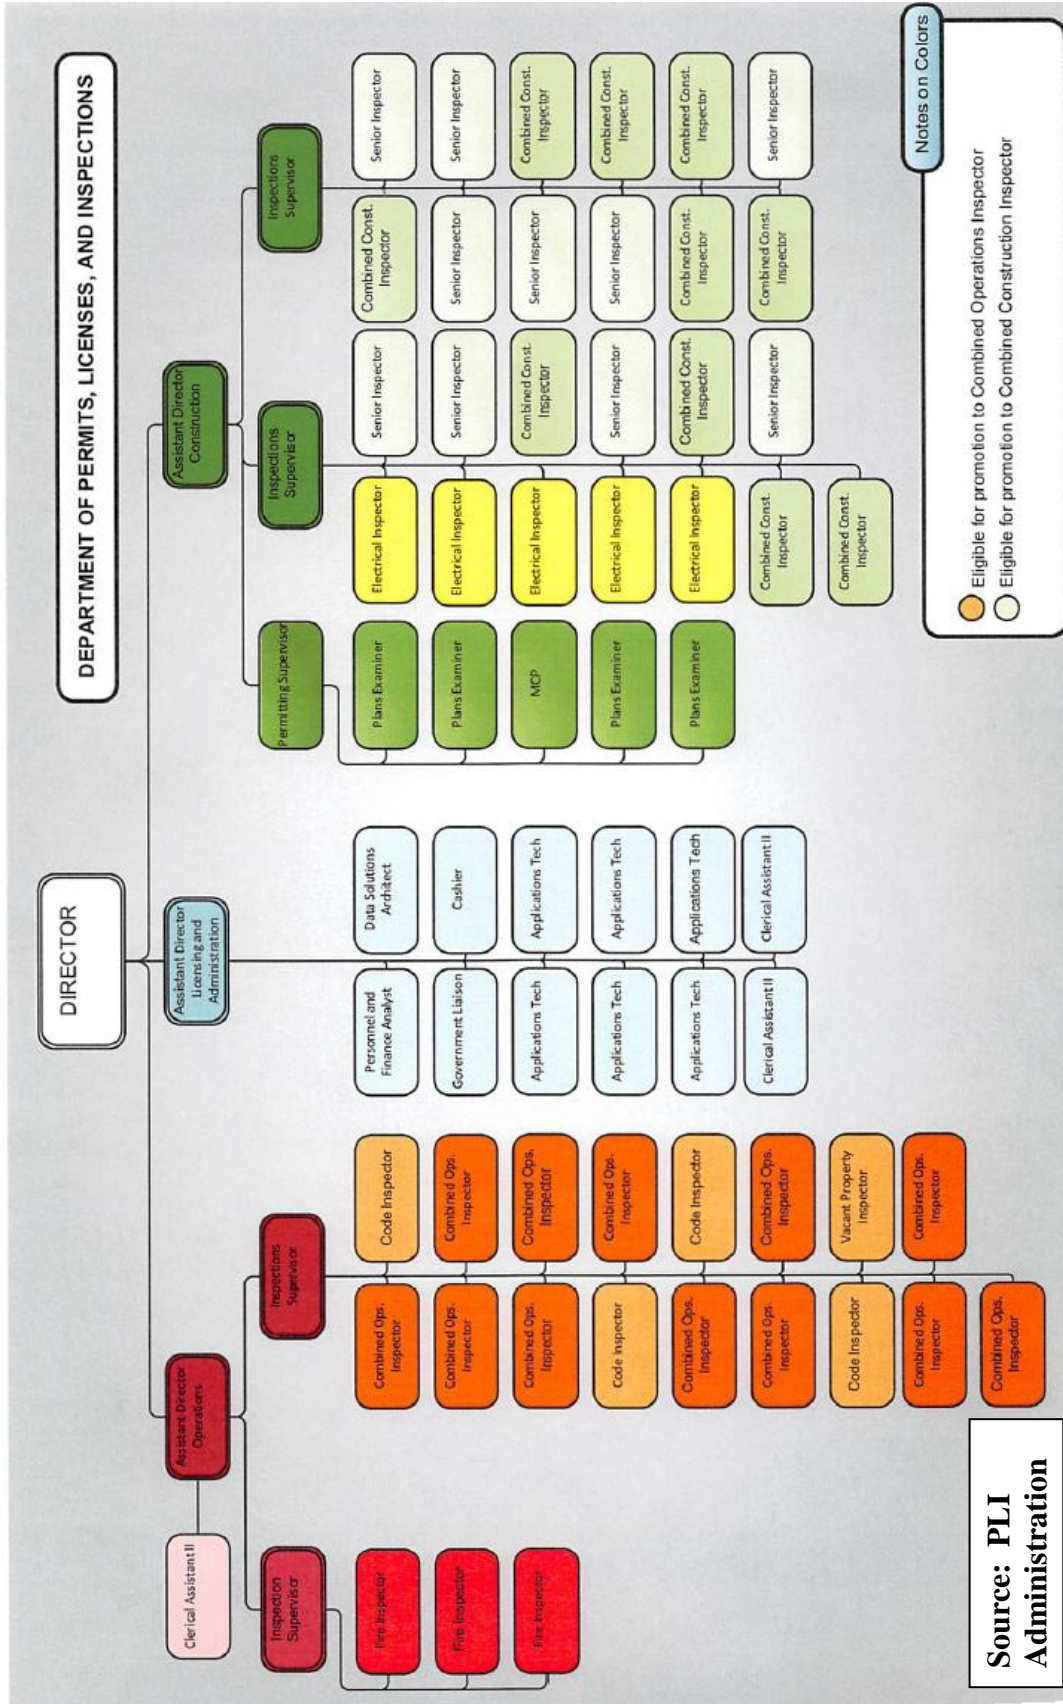 DEPARTMENT OF PERMITS, LICENSES, AND INSPECTIONS
DIRECTOR
Clerical Assistant II
Assistant Director
Operations
Assistant Director
Licensing and
Administration
Assistant Director
Construction
Inspection
Supervisor
Inspections
Supervisor
Permitting Supervisor
Inspections
Supervisor
Inspections
Supervisor
Fire Inspector
Fire Inspector
Fire Inspector
Combined Ops.
Inspector
Combined Ops.
Inspector
Combined Ops.
Inspector
Code Inspector
Combined Ops.
Inspector
Combined Ops.
Inspector
Code Inspector
Combined Ops.
Inspector
Combined Ops.
Inspector
Code Inspector
Combined Ops.
Inspector
Combined Ops.
Inspector
Combined Ops.
Inspector
Code Inspector
Combined Ops.
Inspector
Vacant Property
Inspector
Combined Ops.
Inspector
Personnel and
Finance Analyst
Government Liaison
Applications Tech
Applications Tech
Applications Tech
Clerical Assistant II
Data Solutions
Architect
Cashier
Applications Tech
Applications Tech
Applications Tech
Clerical Assistant II
Plans Examiner
Plans Examiner
MCP
Plans Examiner
Plans Examiner
Electrical Inspector
Electrical Inspector
Electrical Inspector
Electrical Inspector
Electrical Inspector
Combined Const.
Inspector
Combined Const.
Inspector
Senior Inspector
Senior Inspector
Combined Const.
Inspector
Senior Inspector
Combined Const.
Inspector
Senior Inspector
Combined Const.
Inspector
Senior Inspector
Senior Inspector
Senior Inspector
Combined Const.
Inspector
Combined Const.
Inspector
Senior Inspector
Senior Inspector
Combined Const.
Inspector
Combined Const.
Inspector
Combined Const.
Inspector
Senior Inspector
Notes on Colors
Eligible for promotion to Combined Operations Inspector
Eligible for promotion to Combined Construction Inspector
Source: PLI
Administration